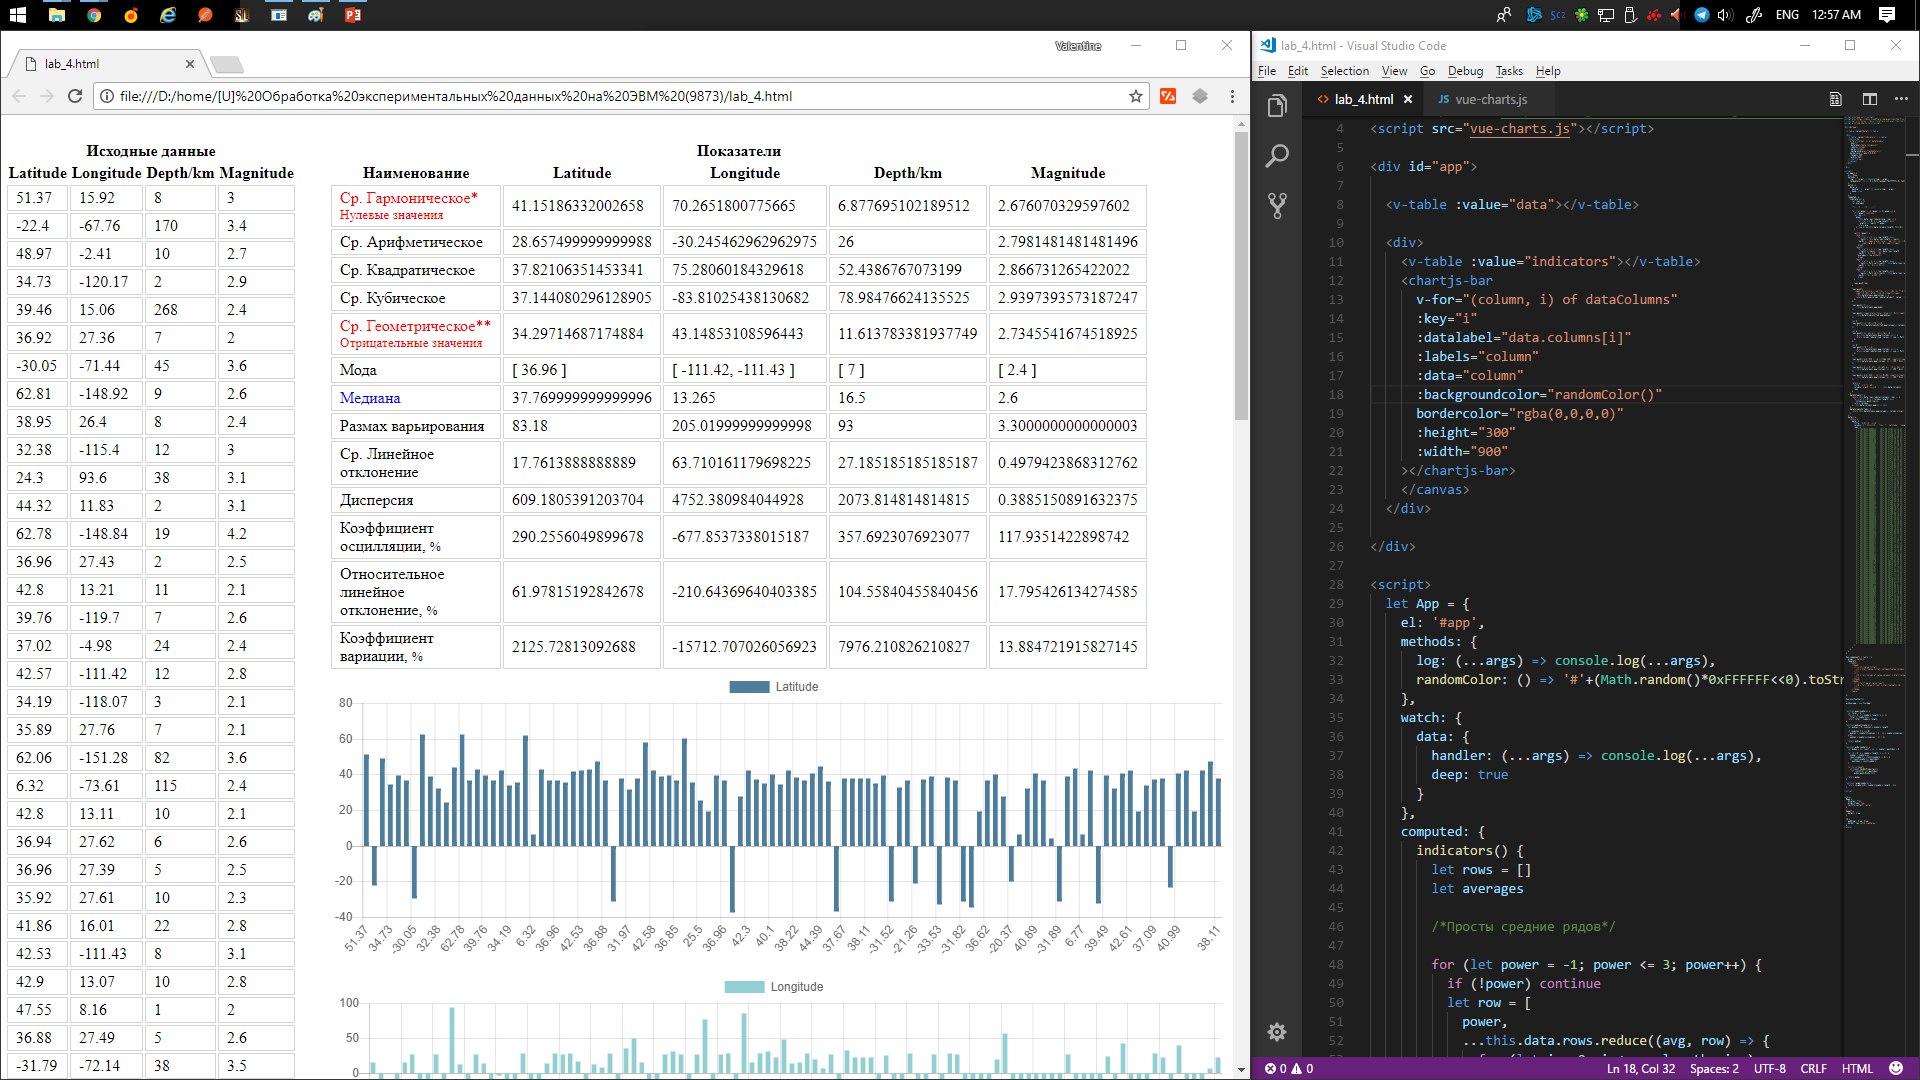 ENG
12:57 AM
Valentine
lab_4.html
file:///D:/home/[U]%20Обработка%20экспериментальных%20данных%20на%20ЭВМ%20(9873)/lab_4.html
Исходные данные
Latitude Longitude Depth/km Magnitude
51.37 15.92 8 3
-22.4 -67.76 170 3.4
48.97 -2.41 10 2.7
34.73 -120.17 2 2.9
39.46 15.06 268 2.4
36.92 27.36 7 2
-30.05 -71.44 45 3.6
62.81 -148.92 9 2.6
38.95 26.4 8 2.4
32.38 -115.4 12 3
24.3 93.6 38 3.1
44.32 11.83 2 3.1
62.78 -148.84 19 4.2
36.96 27.43 2 2.5
42.8 13.21 11 2.1
39.76 -119.7 7 2.6
37.02 -4.98 24 2.4
42.57 -111.42 12 2.8
34.19 -118.07 3 2.1
35.89 27.76 7 2.1
62.06 -151.28 82 3.6
6.32 -73.61 115 2.4
42.8 13.11 10 2.1
36.94 27.62 6 2.6
36.96 27.39 5 2.5
35.92 27.61 10 2.3
41.86 16.01 22 2.8
42.53 -111.43 8 3.1
42.9 13.07 10 2.8
47.55 8.16 1 2
36.88 27.49 5 2.6
-31.79 -72.14 38 3.5
Показатели
Наименование Latitude Longitude Depth/km Magnitude
Ср. Гармоническое* 41.15186332002658 70.2651800775665 6.877695102189512 2.676070329597602
Нулевые значения
Ср. Арифметическое 28.657499999999988 -30.245462962962975 26 2.7981481481481496
Ср. Квадратическое 37.82106351453341 75.28060184329618 52.4386767073199 2.866731265422022
Ср. Кубическое 37.144080296128905 -83.81025438130682 78.98476624135525 2.9397393573187247
Ср. Геометрическое** 34.29714687174884 43.14853108596443 11.613783381937749 2.7345541674518925
Отрицательные значения
Мода [ 36.96 ] [ -111.42, -111.43 ] [ 7 ] [ 2.4 ]
Медиана 37.769999999999996 13.265 16.5 2.6
Размах варьирования 83.18 205.01999999999998 93 3.3000000000000003
Ср. Линейное
отклонение 17.7613888888889 63.710161179698225 27.185185185185187 0.4979423868312762
Дисперсия 609.1805391203704 4752.380984044928 2073.814814814815 0.3885150891632375
Коэффициент
осцилляции, % 290.2556049899678 -677.8537338015187 357.6923076923077 117.9351422898742
Относительное
линейное
отклонение, % 61.97815192842678 -210.64369640403385 104.55840455840456 17.795426134274585
Коэффициент
вариации, % 2125.72813092688 -15712.707026056923 7976.210826210827 13.884721915827145
Latitude
80
60
40
20
0
-20
-40
51.37 34.73 -30.05 32.38 62.78 39.76 34.19 6.32 36.96 42.53 36.88 31.97 42.58 36.85 25.5 36.96 42.3 40.1 38.22 44.39 37.67 38.11 -31.52 -21.26 -33.53 -31.82 36.62 -20.37 40.89 -31.89 6.77 39.49 42.61 37.09 40.99 38.11
Longitude
100
50
0
lab_4.html - Visual Studio Code
File Edit Selection View Go Debug Tasks Help
lab_4.html
JS vue-charts.js
4 <script src="vue-charts.js"></script>
5
6 <div id="app">
7
8 <v-table :value="data"></v-table>
9
10 <div>
11 <v-table :value="indicators"></v-table>
12 <chartjs-bar
13 v-for="(column, i) of dataColumns"
14 :key="i"
15 :datalabel="data.columns[i]"
16 :labels="column"
17 :data="column"
18 :backgroundcolor="randomColor()"
19 bordercolor="rgba(0,0,0,0)"
20 :height="300"
21 :width="900"
22 ></chartjs-bar>
23 </canvas>
24 </div>
25
26 </div>
27
28 <script>
29 let App = {
30 el: '#app',
31 methods: {
32 log: (...args) => console.log(...args),
33 randomColor: () => '#'+(Math.random()*0xFFFFFF<<0).toStr
34 },
35 watch: {
36 data: {
37 handler: (...args) => console.log(...args),
38 deep: true
39 }
40 },
41 computed: {
42 indicators() {
43 let rows = []
44 let averages
45
46 /*Просты средние рядов*/
47
48 for (let power = -1; power <= 3; power++) {
49 if (!power) continue
50 let row = [
51 power,
52 ...this.data.rows.reduce((avg, row) => {
0 0
Ln 18, Col 32 Spaces: 2 UTF-8 CRLF HTML